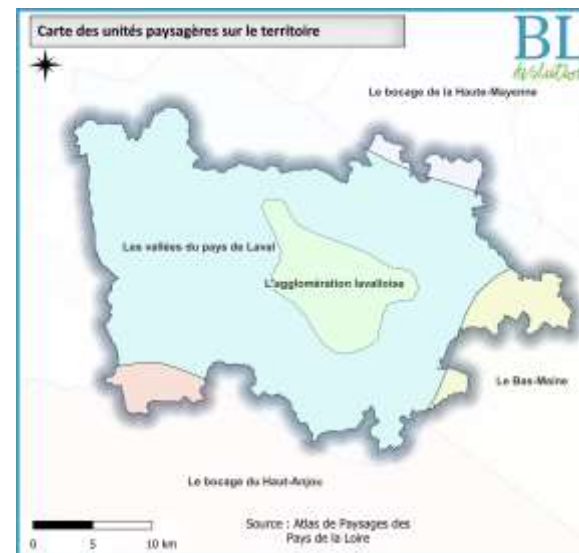 Carte des unités paysagères sur le territoire
BL
évolution
Le bocage de la Haute-Mayenne
Les vallées du pays de Laval
L'agglomération lavalloise
Le Bas-Maine
Le bocage du Haut-Anjou
Source : Atlas de Paysages des
Pays de la Loire
0 5 10 km